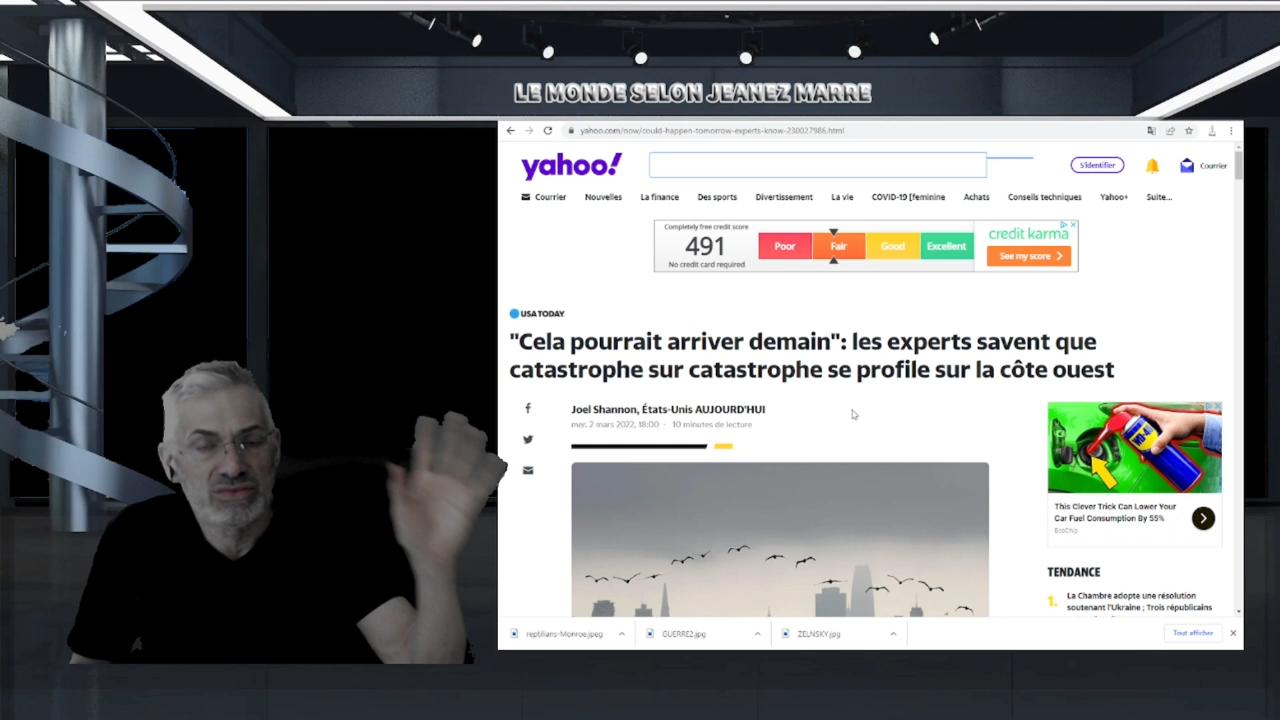 LE MONDE SELON JEANEZ MARRE
yahoo.com/now/could-happen-tomorrow-experts-know-230027986.html
yahoo!
S'identifier
Courrier
Courrier
Nouvelles
La finance
Des sports
Divertissement
La vie
COVID-19 [feminine
Achats
Conseils techniques
Yahoo+
Suite...
Completely free credit score
491
No credit card required
Poor
Fair
Good
Excellent
credit karma
See my score
USA TODAY
"Cela pourrait arriver demain": les experts savent que
catastrophe sur catastrophe se profile sur la côte ouest
Joel Shannon, États-Unis AUJOURD'HUI
mer. 2 mars 2022, 18:00 · 10 minutes de lecture
This Clever Trick Can Lower Your
Car Fuel Consumption By 55%
EcoChip
TENDANCE
1. La Chambre adopte une résolution
soutenant l'Ukraine ; Trois républicains
reptilians-Monroe.jpeg
GUERRE2.jpg
ZELNSKY.jpg
Tout afficher